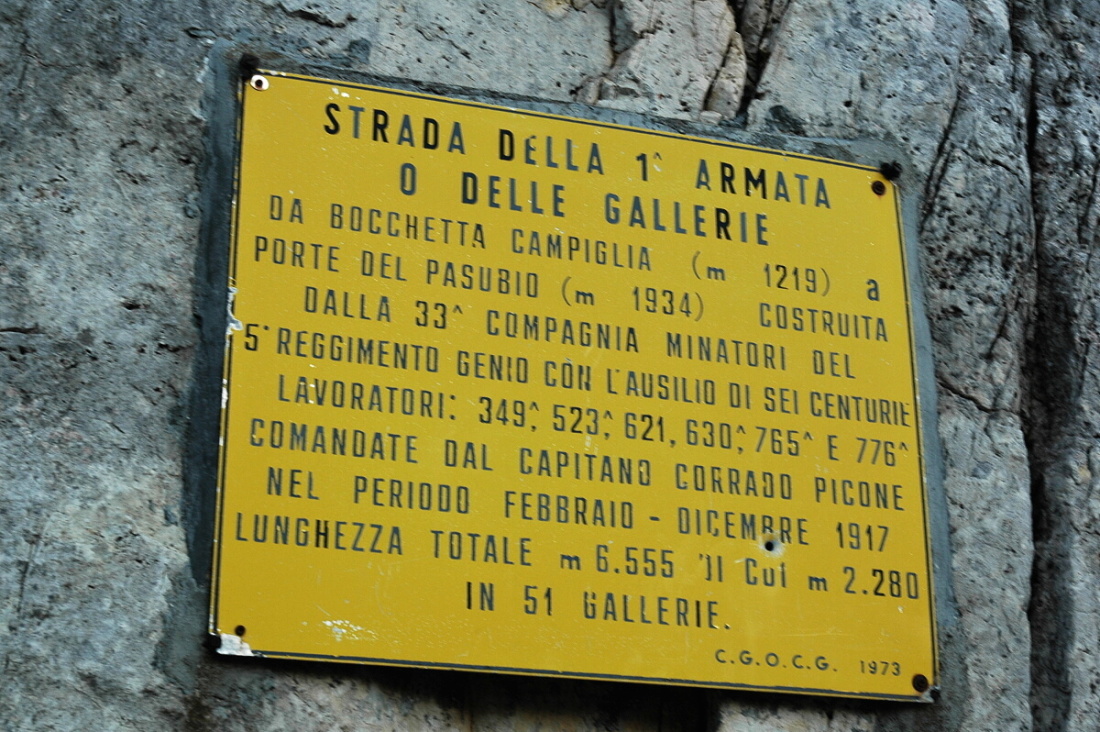 STRADA DELLA 1^ ARMATA
O DELLE GALLERIE
DA BOCCHETTA CAMPIGLIA (m 1219) a
PORTE DEL PASUBIO (m 1934) COSTRUITA
DALLA 33^ COMPAGNIA MINATORI DEL
5° REGGIMENTO GENIO CON L'AUSILIO DI SEI CENTURIE
LAVORATORI: 349^, 523^, 621, 630^, 765^ E 776^
COMANDATE DAL CAPITANO CORRADO PICONE
NEL PERIODO FEBBRAIO - DICEMBRE 1917
LUNGHEZZA TOTALE m 6.555 DI CUI m 2.280
IN 51 GALLERIE.
C.G.O.C.G. 1973